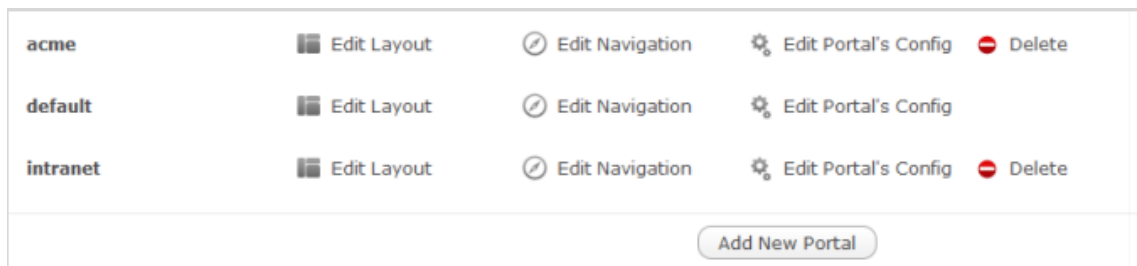 acme Edit Layout Edit Navigation Edit Portal's Config Delete
default Edit Layout Edit Navigation Edit Portal's Config
intranet Edit Layout Edit Navigation Edit Portal's Config Delete
Add New Portal